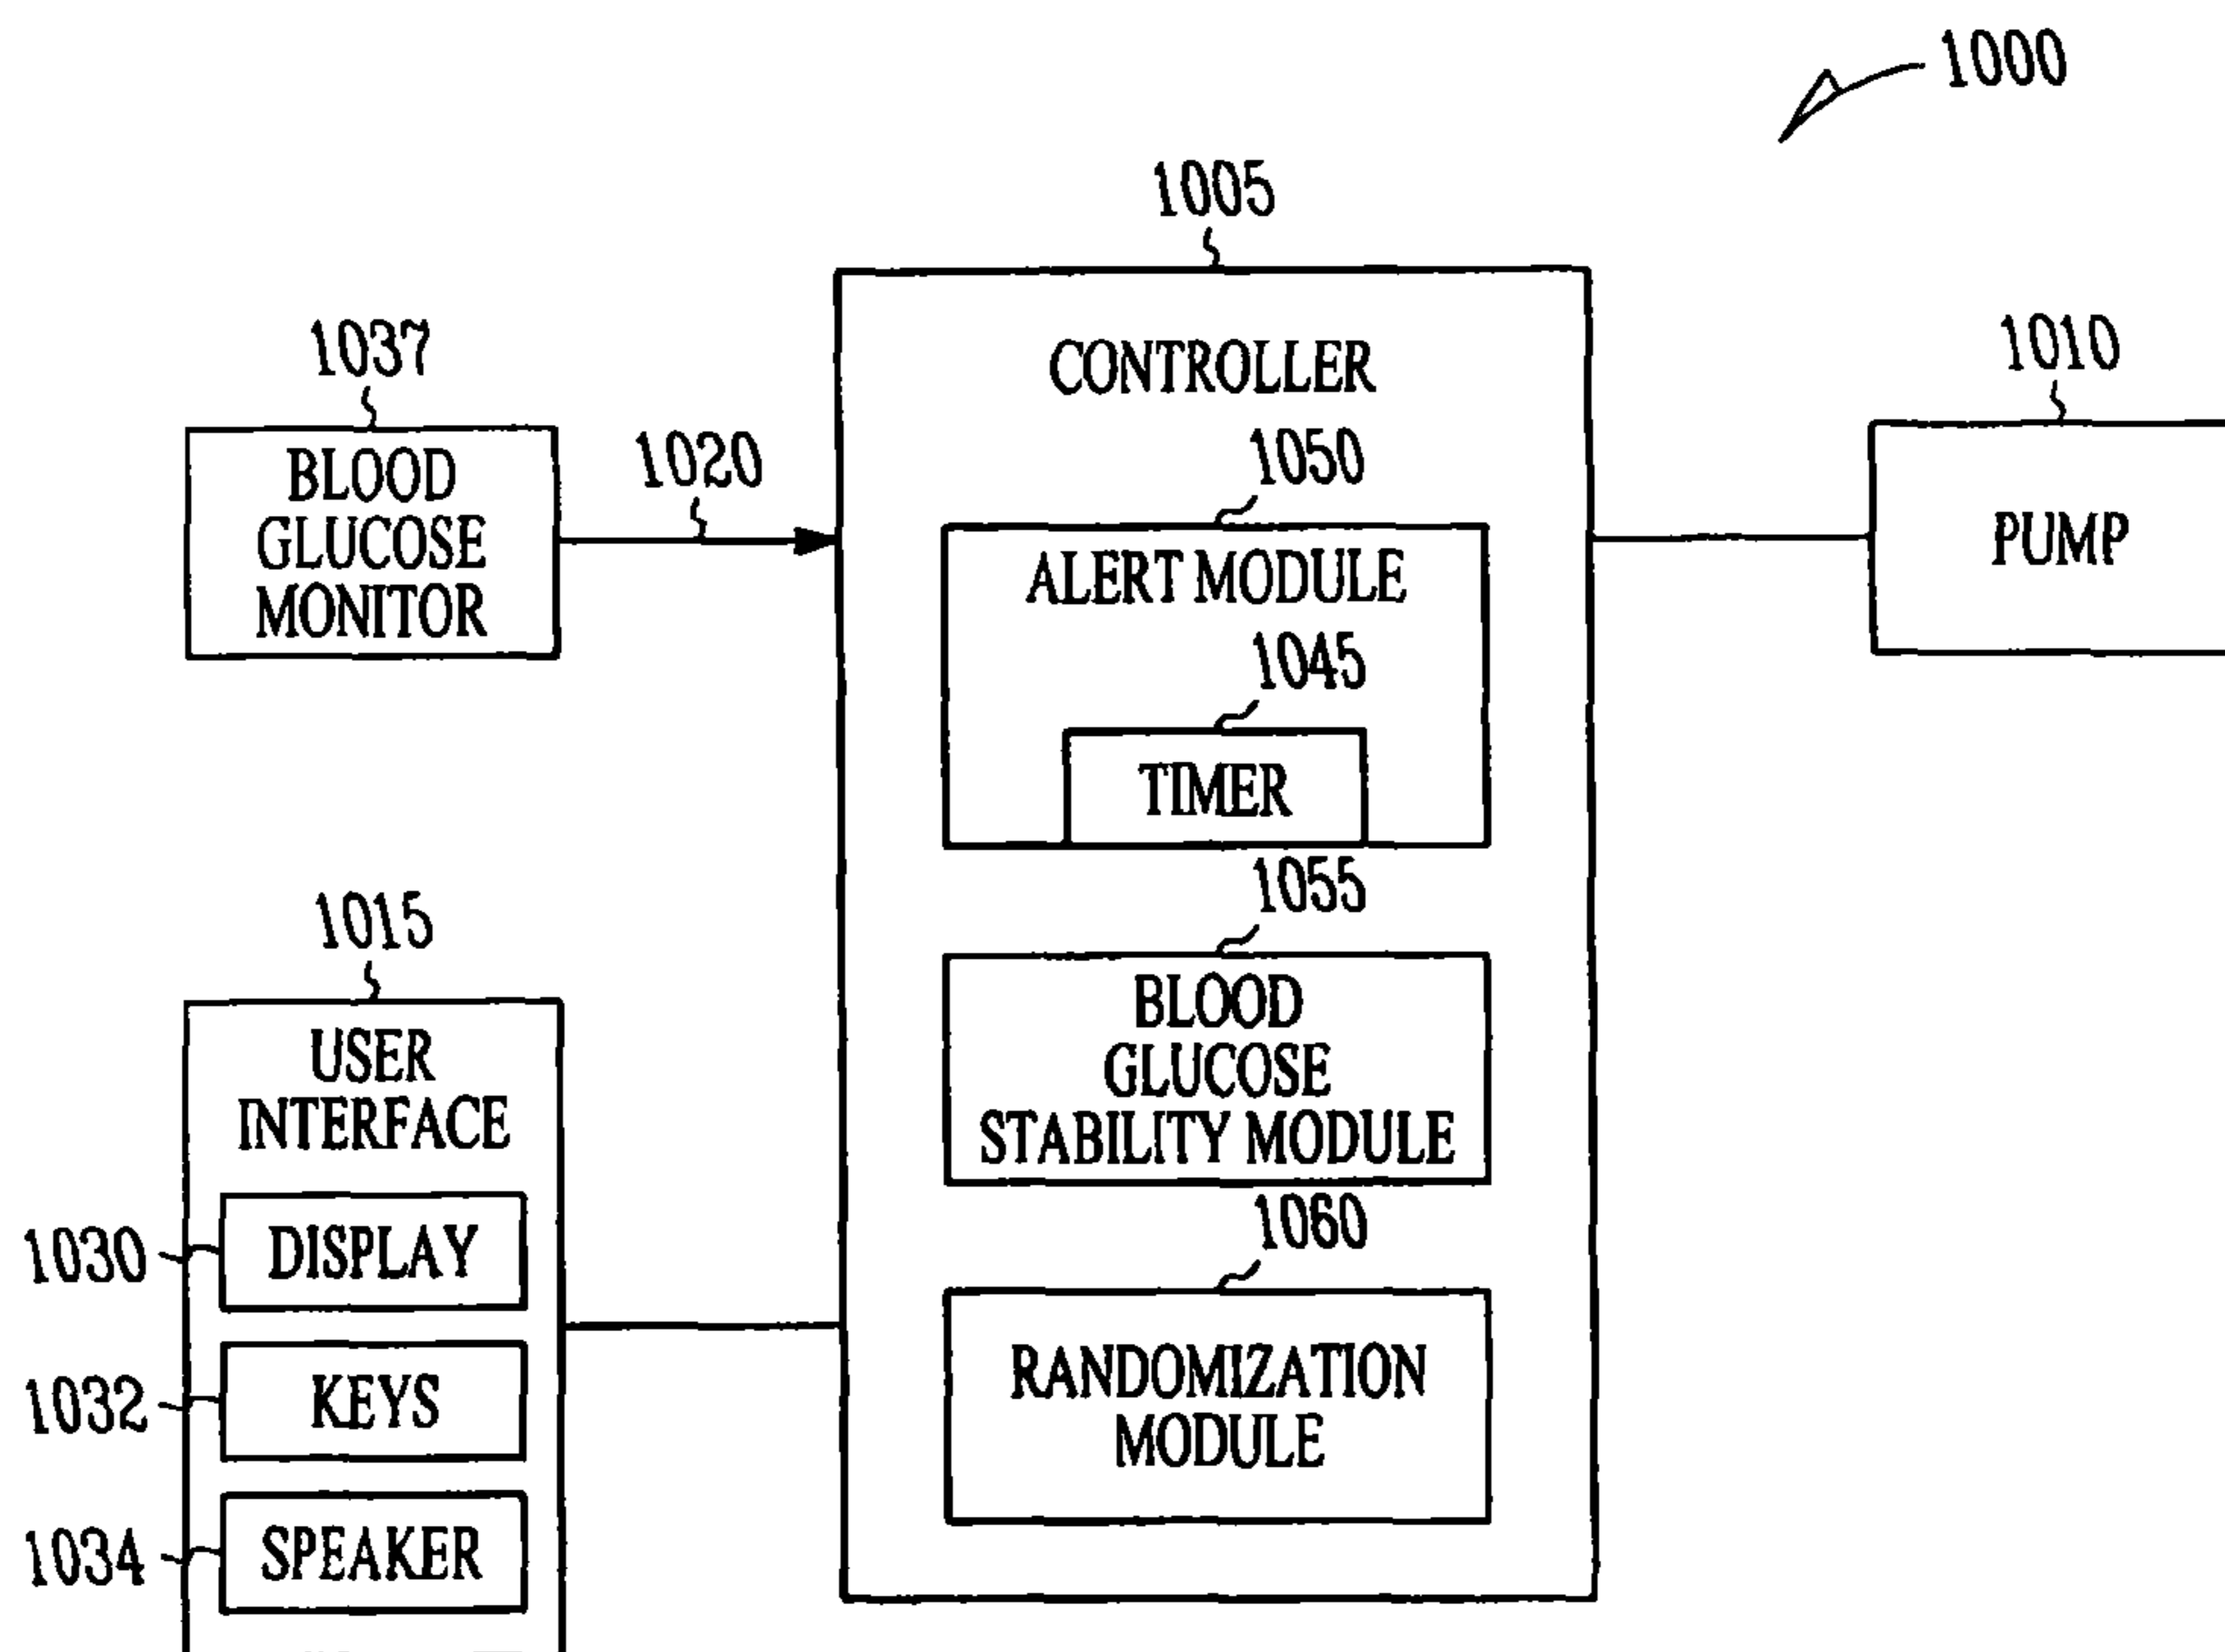 1000
1005
CONTROLLER
1037
BLOOD
GLUCOSE
MONITOR
1020
1010
PUMP
1050
ALERT MODULE
1045
TIMER
1055
BLOOD
GLUCOSE
STABILITY MODULE
1060
RANDOMIZATION
MODULE
1015
USER
INTERFACE
1030
DISPLAY
1032
KEYS
1034
SPEAKER